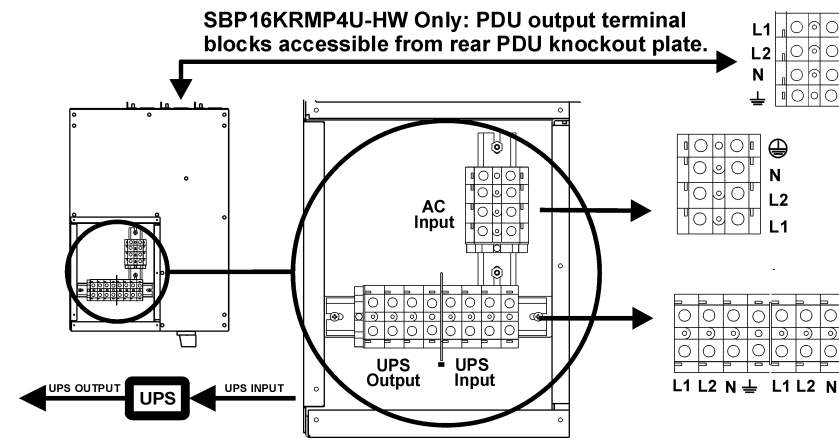 SBP16KRMP4U-HW Only: PDU output terminal
blocks accessible from rear PDU knockout plate.
L1
L2
N
N
L2
L1
AC
Input
UPS
Output
UPS
Input
L1 L2 N L1 L2 N
UPS OUTPUT
UPS
UPS INPUT